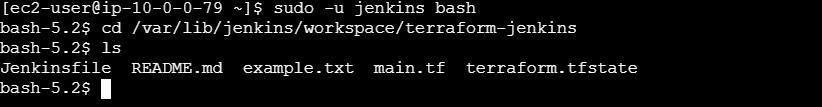 [ec2-user@ip-10-0-0-79 ~]$ sudo -u jenkins bash
bash-5.2$ cd /var/lib/jenkins/workspace/terraform-jenkins
bash-5.2$ ls
Jenkinsfile  README.md  example.txt  main.tf  terraform.tfstate
bash-5.2$